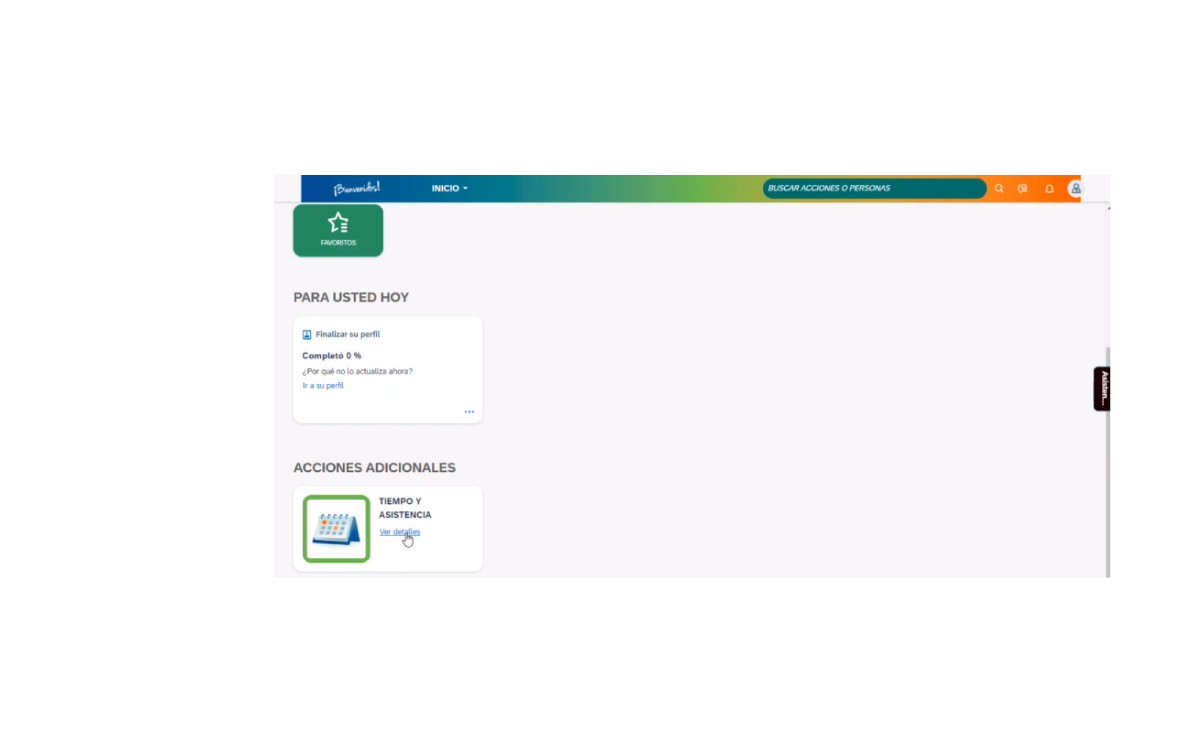 ¡Bienvenid@s!
INICIO
BUSCAR ACCIONES O PERSONAS
FAVORITOS
PARA USTED HOY
Finalizar su perfil
Completó 0 %
¿Por qué no lo actualiza ahora?
Ir a su perfil
Asisten...
ACCIONES ADICIONALES
TIEMPO Y
ASISTENCIA
Ver detalles